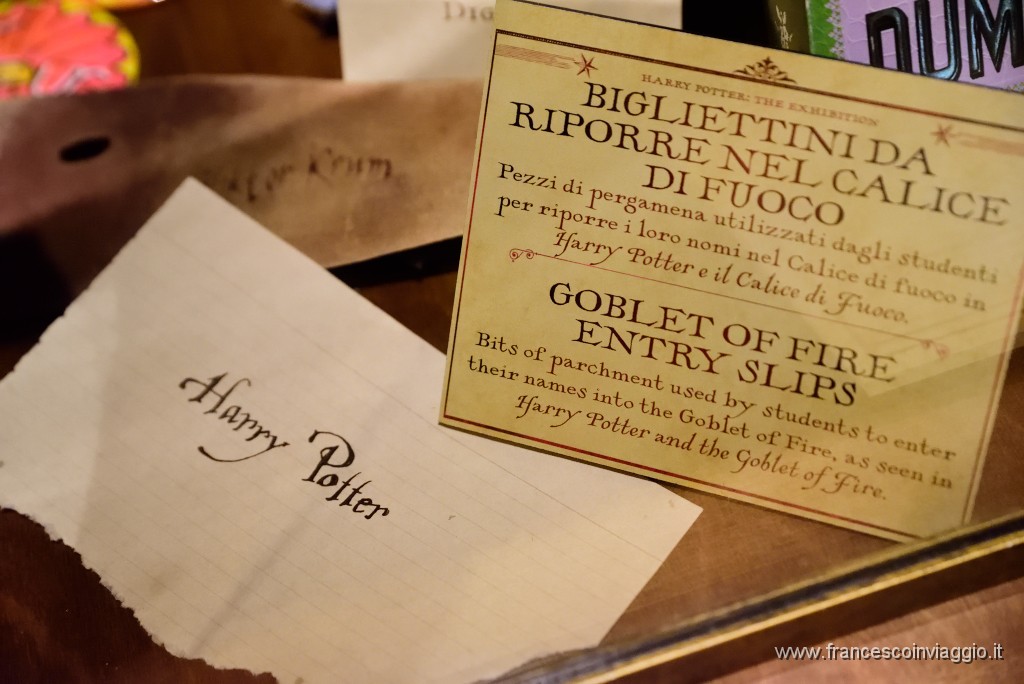 HARRY POTTER: THE EXHIBITION
BIGLIETTINI DA
RIPORRE NEL CALICE
DI FUOCO
Pezzi di pergamena utilizzati dagli studenti
per riporre i loro nomi nel Calice di fuoco in
Harry Potter e il Calice di Fuoco.
GOBLET OF FIRE
ENTRY SLIPS
Bits of parchment used by students to enter
their names into the Goblet of Fire, as seen in
Harry Potter and the Goblet of Fire.
Krum
Harry Potter
www.francescoinviaggio.it